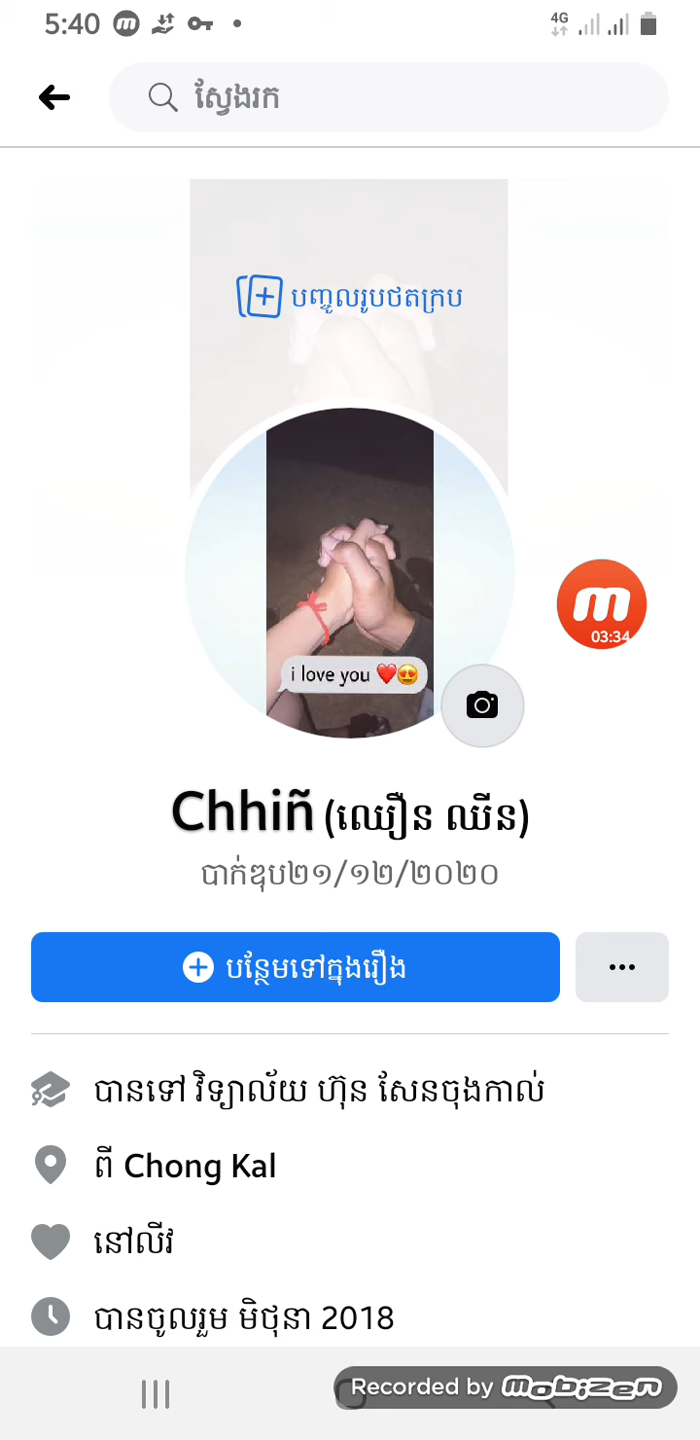 5:40
4G
ស្វែងរក
បញ្ចូលរូបថតក្រប
i love you ❤️😍
03:34
Chhiñ (ឈឿន ឈីន)
បាក់ឌុប២១/១២/២០២០
បន្ថែមទៅក្នុងរឿង
បានទៅ វិទ្យាល័យ ហ៊ុន សែនចុងកាល់
ពី Chong Kal
នៅលីវ
បានចូលរួម មិថុនា 2018
Recorded by mobizen